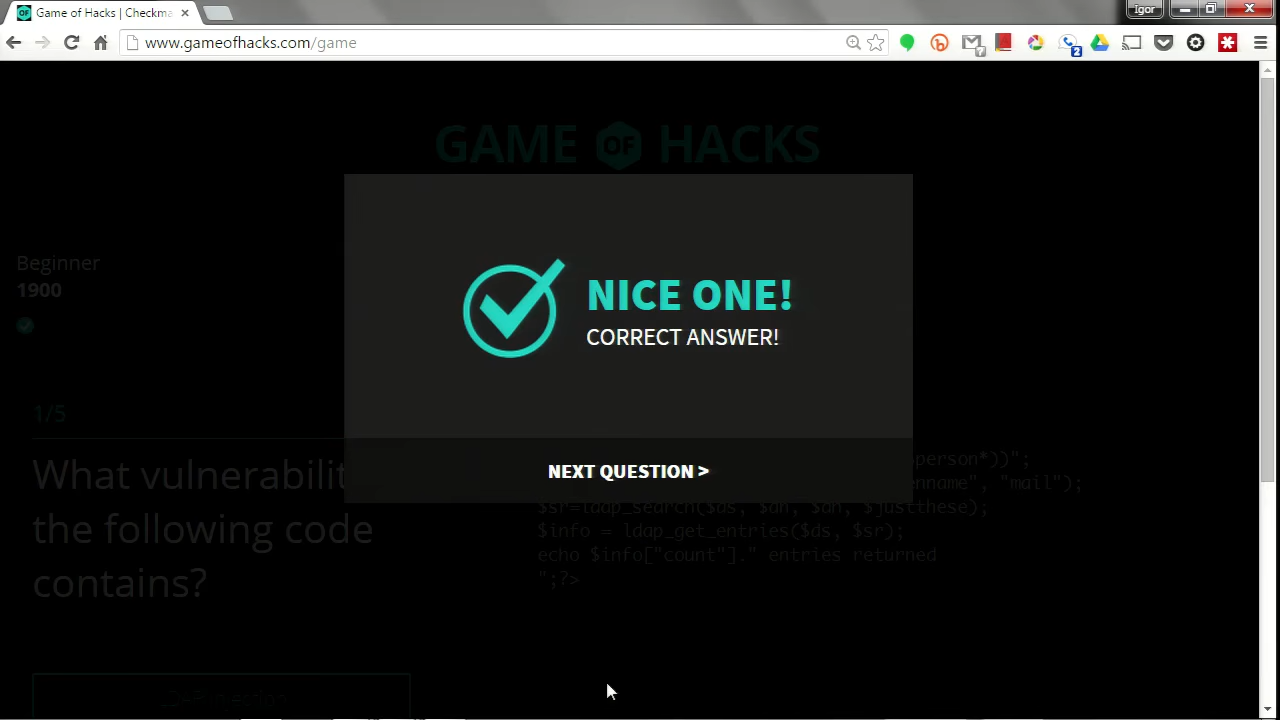 Game of Hacks | Checkma
Igor
www.gameofhacks.com/game
2
GAME OF HACKS
Beginner
1900
NICE ONE!
CORRECT ANSWER!
1/5
What vulnerabilit
the following code
contains?
NEXT QUESTION >
person*))";
"mail");
$sr=ldap_search($ds, $dn, $dn, $justthese);
$info = ldap_get_entries($ds, $sr);
echo $info["count"]." entries returned
";?>